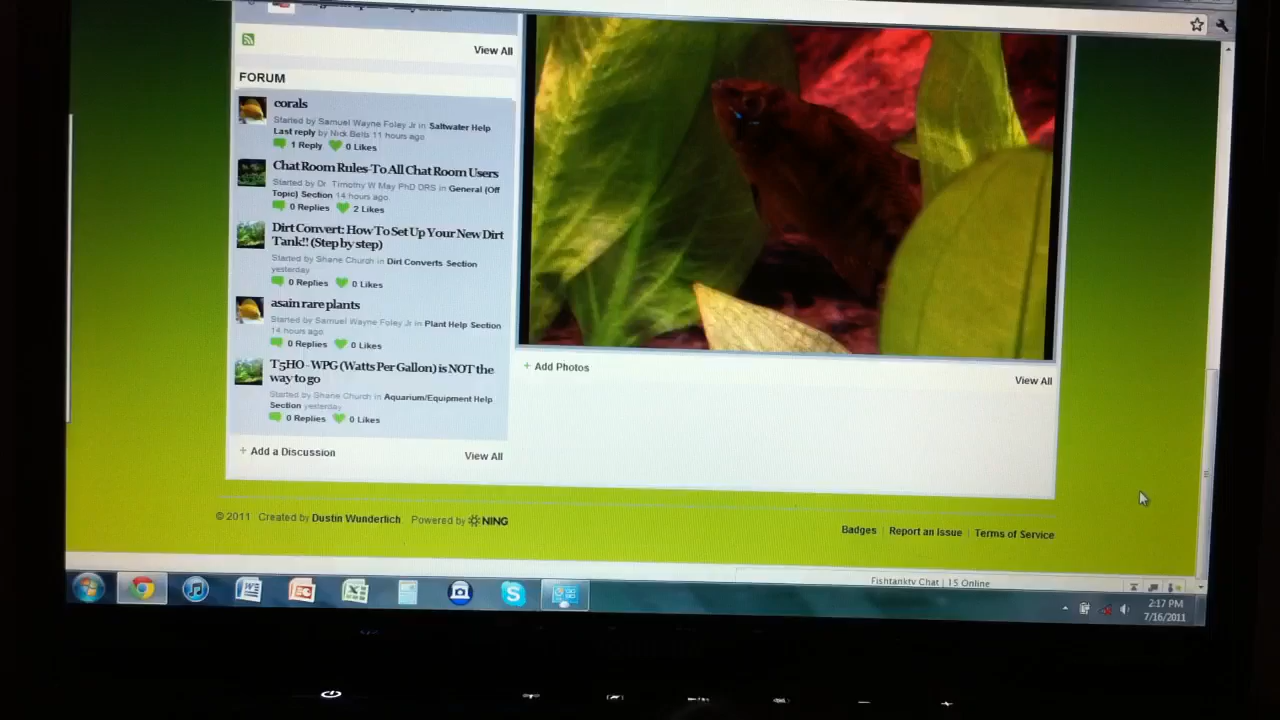 View All
FORUM
corals
Started by Samuel Wayne Foley Jr in Saltwater Help
Last reply by Nick Betts 11 hours ago
1 Reply 0 Likes
Chat Room Rules-To All Chat Room Users
Started by Dr. Timothy W May PhD DRS in General (Off
Topic) Section 14 hours ago
0 Replies 2 Likes
Dirt Convert: How To Set Up Your New Dirt
Tank!! (Step by step)
Started by Shane Church in Dirt Converts Section
yesterday
0 Replies 0 Likes
asain rare plants
Started by Samuel Wayne Foley Jr in Plant Help Section
14 hours ago
0 Replies 0 Likes
T5HO - WPG (Watts Per Gallon) is NOT the
way to go
Started by Shane Church in Aquarium/Equipment Help
Section yesterday
0 Replies 0 Likes
+ Add a Discussion View All
+ Add Photos View All
© 2011 Created by Dustin Wunderlich. Powered by NING
Badges | Report an Issue | Terms of Service
Fishtanktv Chat | 15 Online
2:17 PM
7/16/2011